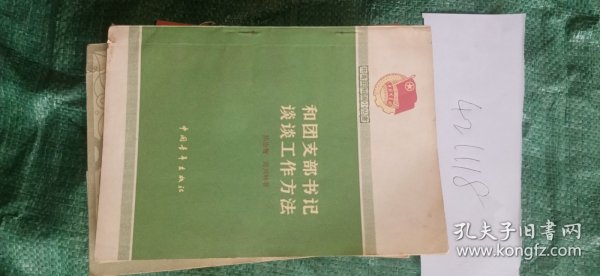 和团支部书记
谈谈工作方法
中国青年出版社
421118
孔夫子旧书网
www.kongfz.com